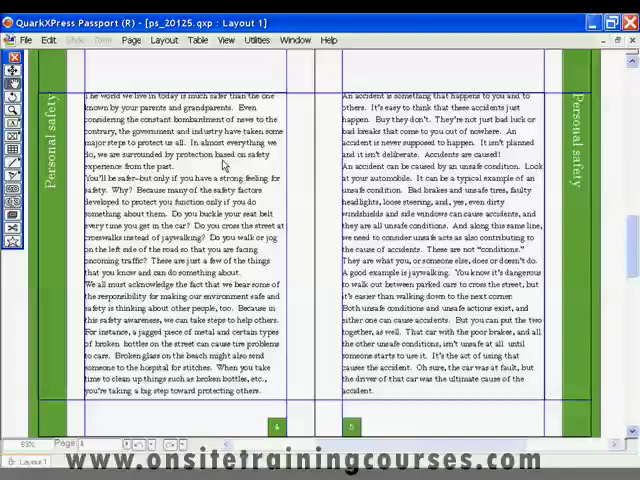 QuarkXPress Passport (R) - [ps_20125.qxp : Layout 1]
File Edit Style Item Page Layout Table View Utilities Window Help
Personal safety
The world we live in today is much safer than the one
known by your parents and grandparents. Even
considering the constant bombardment of news to the
contrary, the government and industry have taken some
major steps to protect us all. In almost everything we
do, we are surrounded by protection based on safety
experience from the past.
You'll be safer–but only if you have a strong feeling for
safety. Why? Because many of the safety factors
developed to protect you function only if you do
something about them. Do you buckle your seat belt
every time you get in the car? Do you cross the street at
crosswalks instead of jaywalking? Do you walk or jog
on the left side of the road so that you are facing
oncoming traffic? These are just a few of the things
that you know and can do something about.
We all must acknowledge the fact that we bear some of
the responsibility for making our environment safe and
safety is thinking about other people, too. Because in
this safety awareness, we can take steps to help others.
For instance, a jagged piece of metal and certain types
of broken bottles on the street can cause tire problems
to cars. Broken glass on the beach might also send
someone to the hospital for stitches. When you take
time to clean up such things as broken bottles, etc.,
you're taking a big step toward protecting others.
4
An accident is something that happens to you and to
others. It's easy to think that these accidents just
happen. Buy they don't. They're not just bad luck or
bad breaks that come to you out of nowhere. An
accident is never supposed to happen. It isn't planned
and it isn't deliberate. Accidents are caused!
An accident can be caused by an unsafe condition. Look
at your automobile. It can be a typical example of an
unsafe condition. Bad brakes and unsafe tires, faulty
headlights, loose steering, and, yes, even dirty
windshields and side windows can cause accidents, and
they are all unsafe conditions. And along this same line,
we need to consider unsafe acts as also contributing to
the cause of accidents. These are not "conditions."
They are what you, or someone else, does or doesn't do.
A good example is jaywalking. You know it's dangerous
to walk out between parked cars to cross the street, but
it's easier than walking down to the next corner.
Both unsafe conditions and unsafe actions exist, and
either one can cause accidents. But you can put the two
together, as well. That car with the poor brakes, and all
the other unsafe conditions, isn't unsafe at all until
someone starts to use it. It's the act of using that
causes the accident. Oh sure, the car was at fault, but
the driver of that car was the ultimate cause of the
accident.
5
Personal safety
Page: 4
Layout 1
www.onsitetrainingcourses.com